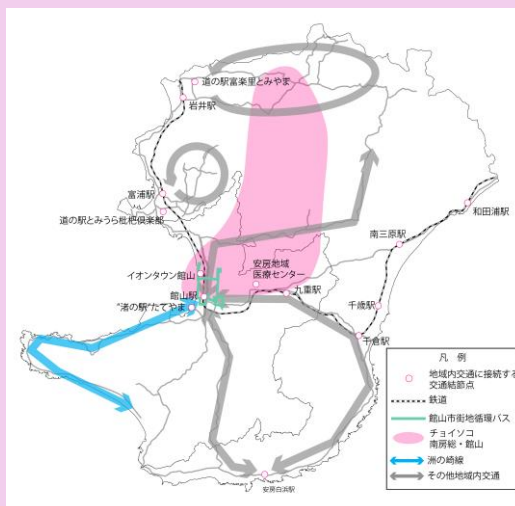 道の駅富楽里とみやま
岩井駅
富浦駅
道の駅とみうら枇杷倶楽部
和田浦駅
南三原駅
イオンタウン館山
安房地域
医療センター
館山駅
九重駅
"渚の駅"たてやま
千歳駅
千倉駅
安房白浜駅
凡 例
地域内交通に接続する
交通結節点
鉄道
館山市街地循環バス
チョイソコ
南房総・館山
洲の崎線
その他地域内交通